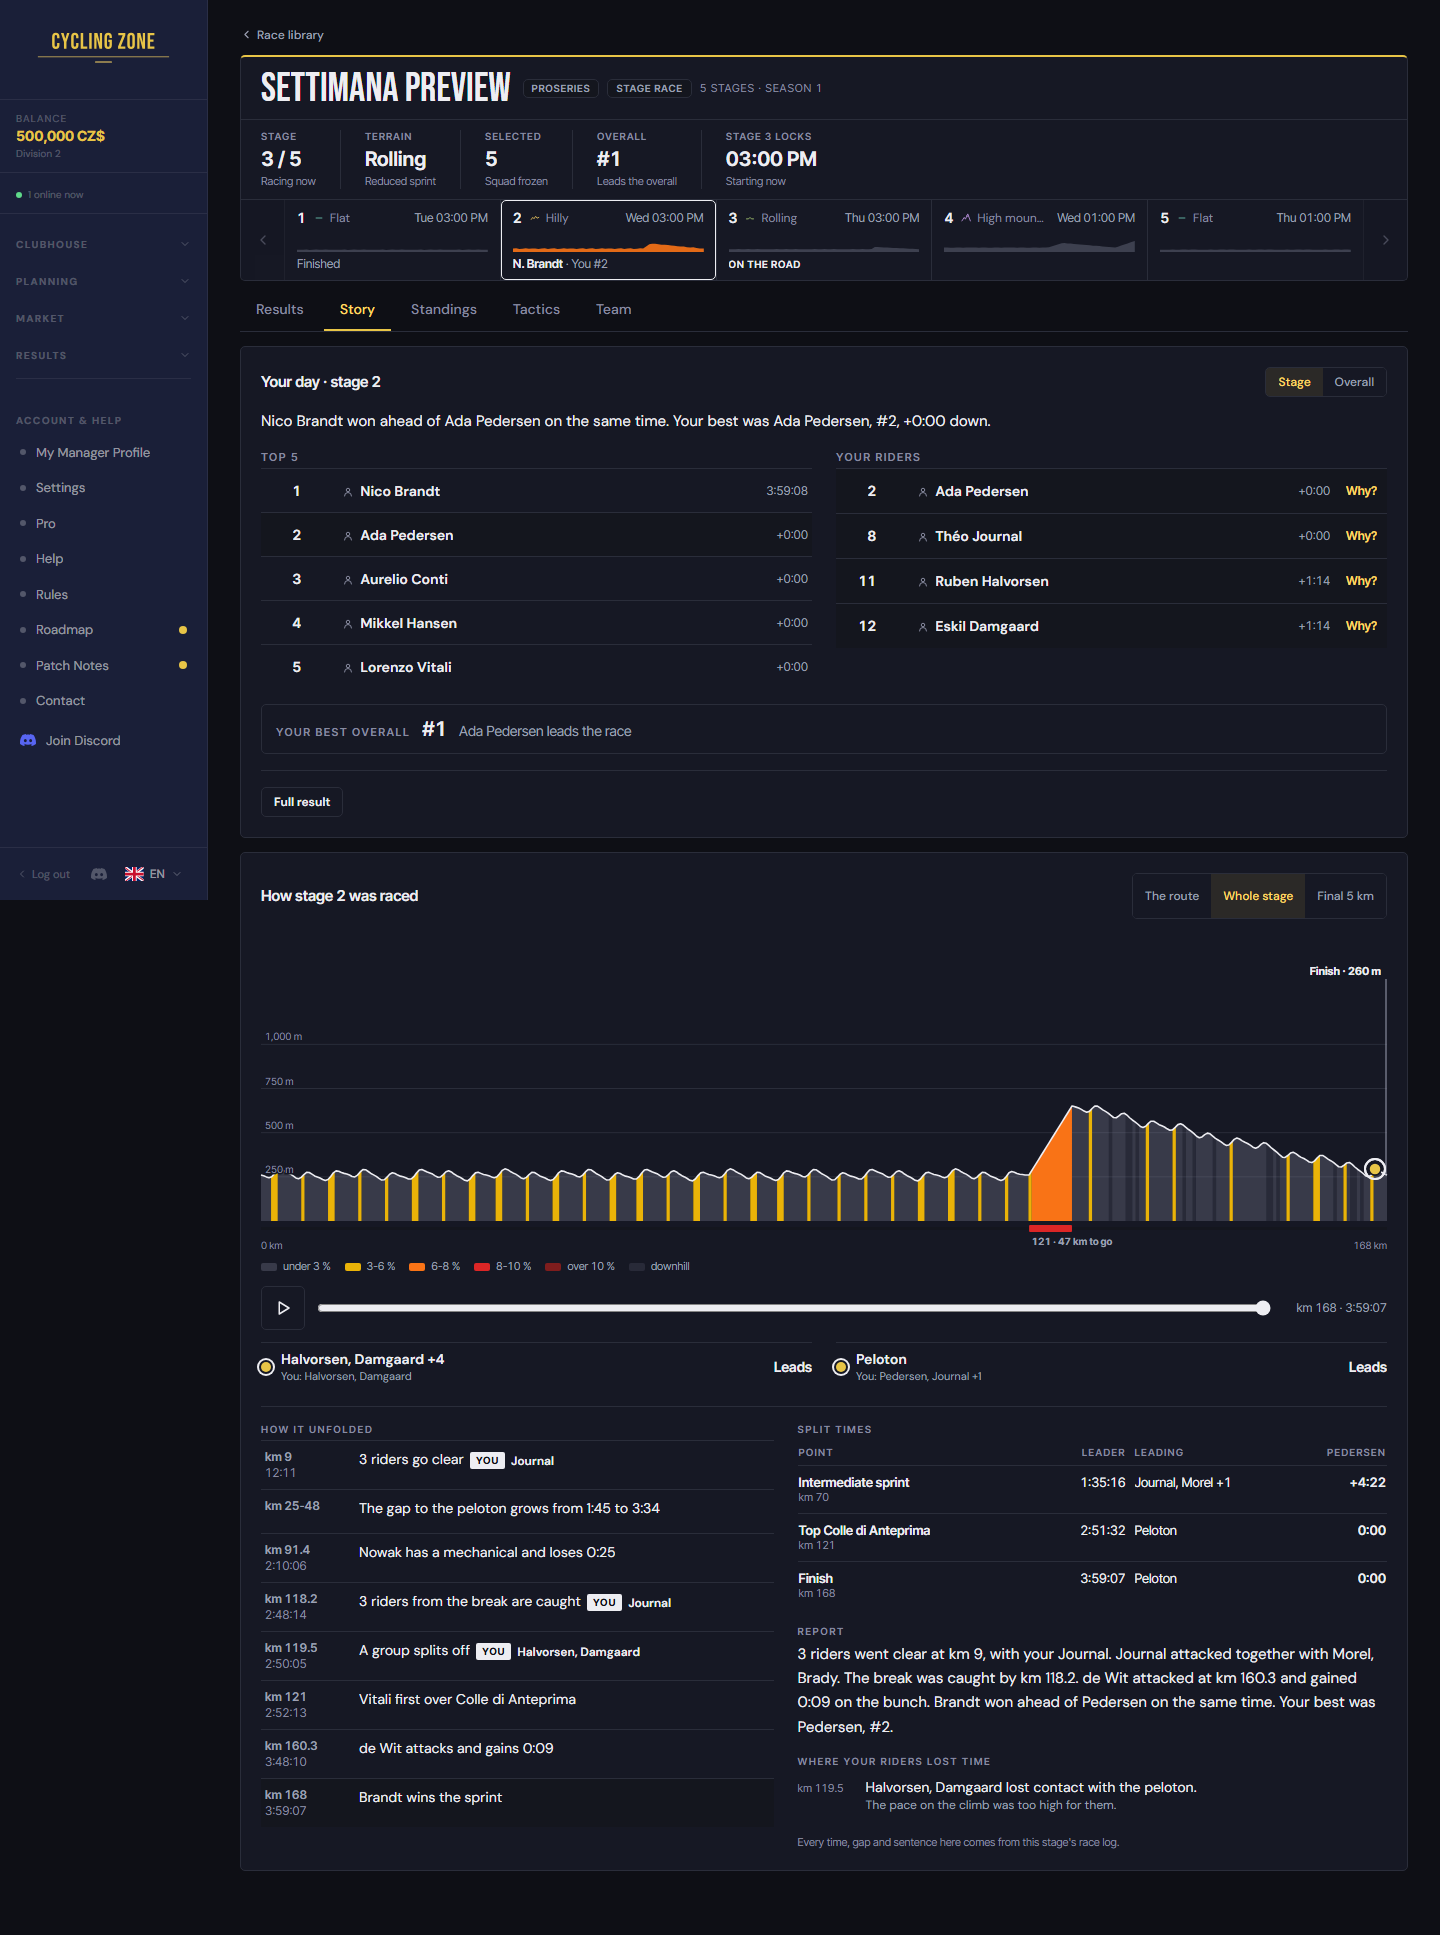 CYCLING ZONE
BALANCE
500,000 CZ$
Division 2
1 online now
CLUBHOUSE
PLANNING
MARKET
RESULTS
ACCOUNT & HELP
My Manager Profile
Settings
Pro
Help
Rules
Roadmap
Patch Notes
Contact
Join Discord
Log out
EN
Race library
SETTIMANA PREVIEW PROSERIES STAGE RACE 5 STAGES · SEASON 1
STAGE TERRAIN SELECTED OVERALL STAGE 3 LOCKS
3 / 5 Rolling 5 #1 03:00 PM
Racing now Reduced sprint Squad frozen Leads the overall Starting now
1 Flat Tue 03:00 PM
Finished
2 Hilly Wed 03:00 PM
N. Brandt · You #2
3 Rolling Thu 03:00 PM
ON THE ROAD
4 High moun... Wed 01:00 PM
5 Flat Thu 01:00 PM
Results Story Standings Tactics Team
Your day · stage 2 Stage Overall
Nico Brandt won ahead of Ada Pedersen on the same time. Your best was Ada Pedersen, #2, +0:00 down.
TOP 5
1 Nico Brandt 3:59:08
2 Ada Pedersen +0:00
3 Aurelio Conti +0:00
4 Mikkel Hansen +0:00
5 Lorenzo Vitali +0:00
YOUR RIDERS
2 Ada Pedersen +0:00 Why?
8 Théo Journal +0:00 Why?
11 Ruben Halvorsen +1:14 Why?
12 Eskil Damgaard +1:14 Why?
YOUR BEST OVERALL #1 Ada Pedersen leads the race
Full result
How stage 2 was raced The route Whole stage Final 5 km
Finish · 260 m
1,000 m
750 m
500 m
250 m
121 · 47 km to go
0 km 168 km
under 3 % 3-6 % 6-8 % 8-10 % over 10 % downhill
km 168 · 3:59:07
Halvorsen, Damgaard +4 Leads
You: Halvorsen, Damgaard
Peloton Leads
You: Pedersen, Journal +1
HOW IT UNFOLDED
km 9 3 riders go clear YOU Journal
12:11
km 25-48 The gap to the peloton grows from 1:45 to 3:34
km 91.4 Nowak has a mechanical and loses 0:25
2:10:06
km 118.2 3 riders from the break are caught YOU Journal
2:48:14
km 119.5 A group splits off YOU Halvorsen, Damgaard
2:50:05
km 121 Vitali first over Colle di Anteprima
2:52:13
km 160.3 de Wit attacks and gains 0:09
3:48:10
km 168 Brandt wins the sprint
3:59:07
SPLIT TIMES
POINT LEADER LEADING PEDERSEN
Intermediate sprint 1:35:16 Journal, Morel +1 +4:22
km 70
Top Colle di Anteprima 2:51:32 Peloton 0:00
km 121
Finish 3:59:07 Peloton 0:00
km 168
REPORT
3 riders went clear at km 9, with your Journal. Journal attacked together with Morel,
Brady. The break was caught by km 118.2. de Wit attacked at km 160.3 and gained
0:09 on the bunch. Brandt won ahead of Pedersen on the same time. Your best was
Pedersen, #2.
WHERE YOUR RIDERS LOST TIME
km 119.5 Halvorsen, Damgaard lost contact with the peloton.
The pace on the climb was too high for them.
Every time, gap and sentence here comes from this stage's race log.